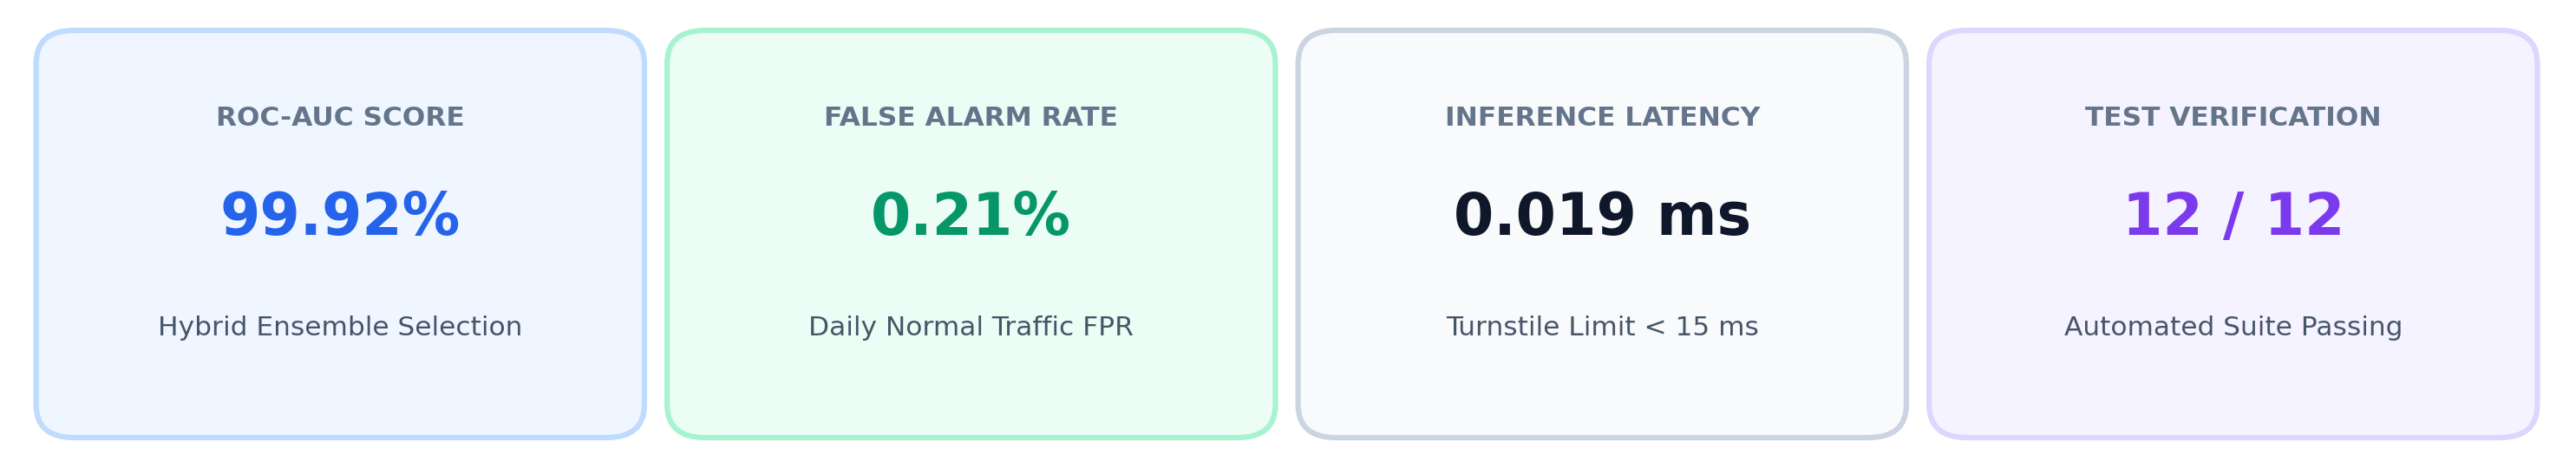 ROC-AUC SCORE
99.92%
Hybrid Ensemble Selection
FALSE ALARM RATE
0.21%
Daily Normal Traffic FPR
INFERENCE LATENCY
0.019 ms
Turnstile Limit < 15 ms
TEST VERIFICATION
12 / 12
Automated Suite Passing